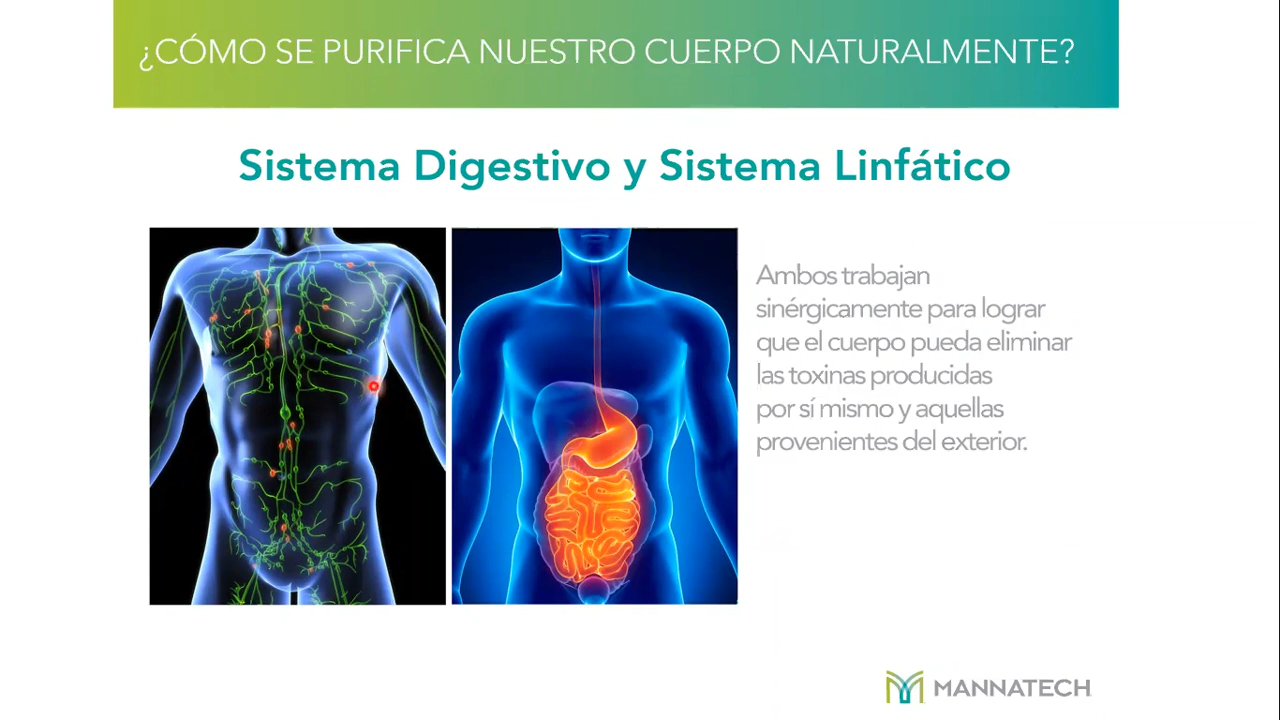 ¿CÓMO SE PURIFICA NUESTRO CUERPO NATURALMENTE?
Sistema Digestivo y Sistema Linfático
Ambos trabajan
sinérgicamente para lograr
que el cuerpo pueda eliminar
las toxinas producidas
por sí mismo y aquellas
provenientes del exterior.
MANNATECH